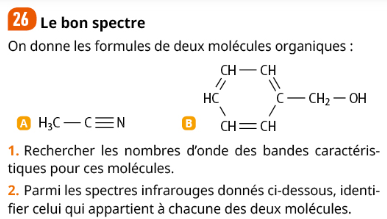 26 Le bon spectre
On donne les formules de deux molécules organiques :
CH — CH
HC C — CH₂ — OH
A H₃C — C≡N B CH = CH
1. Rechercher les nombres d'onde des bandes caractéris-
tiques pour ces molécules.
2. Parmi les spectres infrarouges donnés ci-dessous, identi-
fier celui qui appartient à chacune des deux molécules.